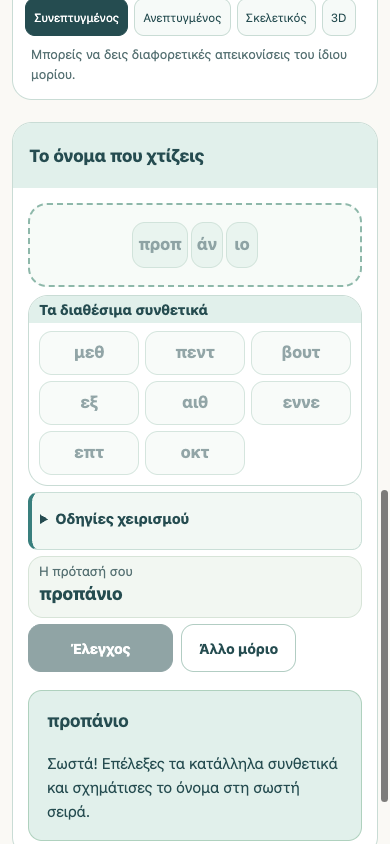 Συνεπτυγμένος Ανεπτυγμένος Σκελετικός 3D
Μπορείς να δεις διαφορετικές απεικονίσεις του ίδιου
μορίου.
Το όνομα που χτίζεις
προπ άν ιο
Τα διαθέσιμα συνθετικά
μεθ πεντ βουτ
εξ αιθ εννε
επτ οκτ
Οδηγίες χειρισμού
Η πρότασή σου
προπάνιο
Έλεγχος Άλλο μόριο
προπάνιο
Σωστά! Επέλεξες τα κατάλληλα συνθετικά
και σχημάτισες το όνομα στη σωστή
σειρά.